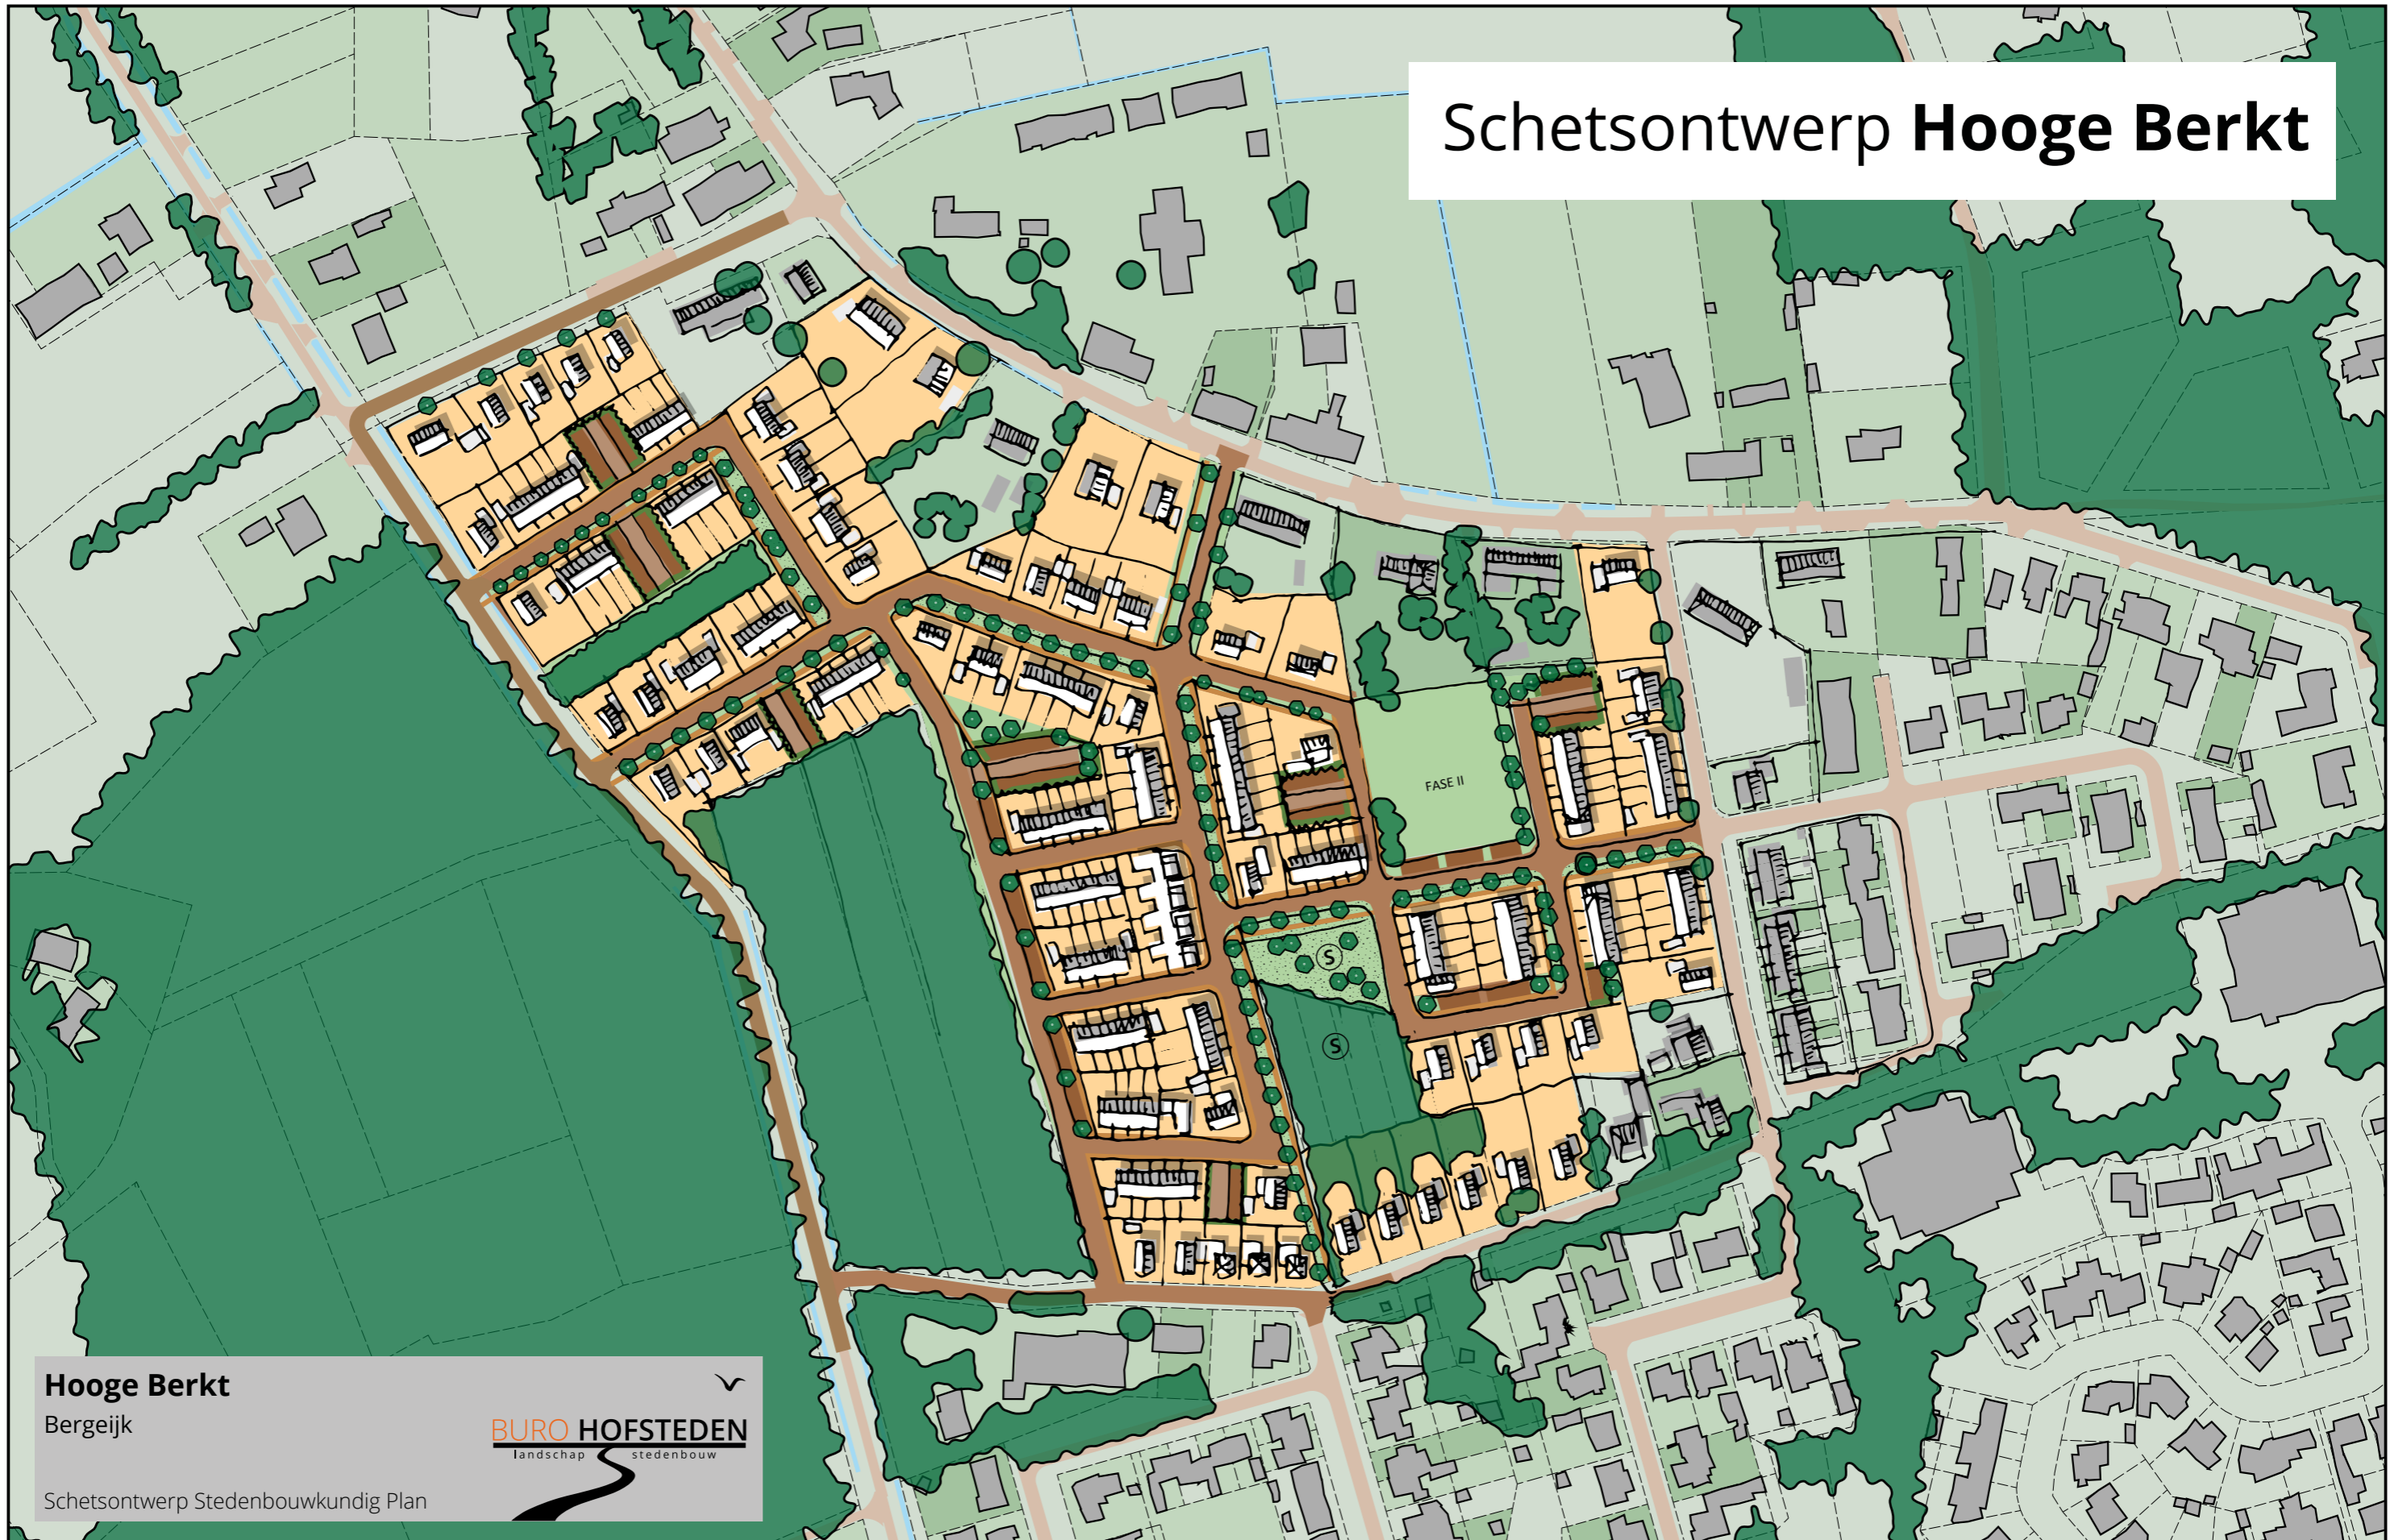 Schetsontwerp Hooge Berkt
FASE II
S
S
Hooge Berkt
Bergeijk
BURO HOFSTEDEN
landschap stedenbouw
Schetsontwerp Stedenbouwkundig Plan